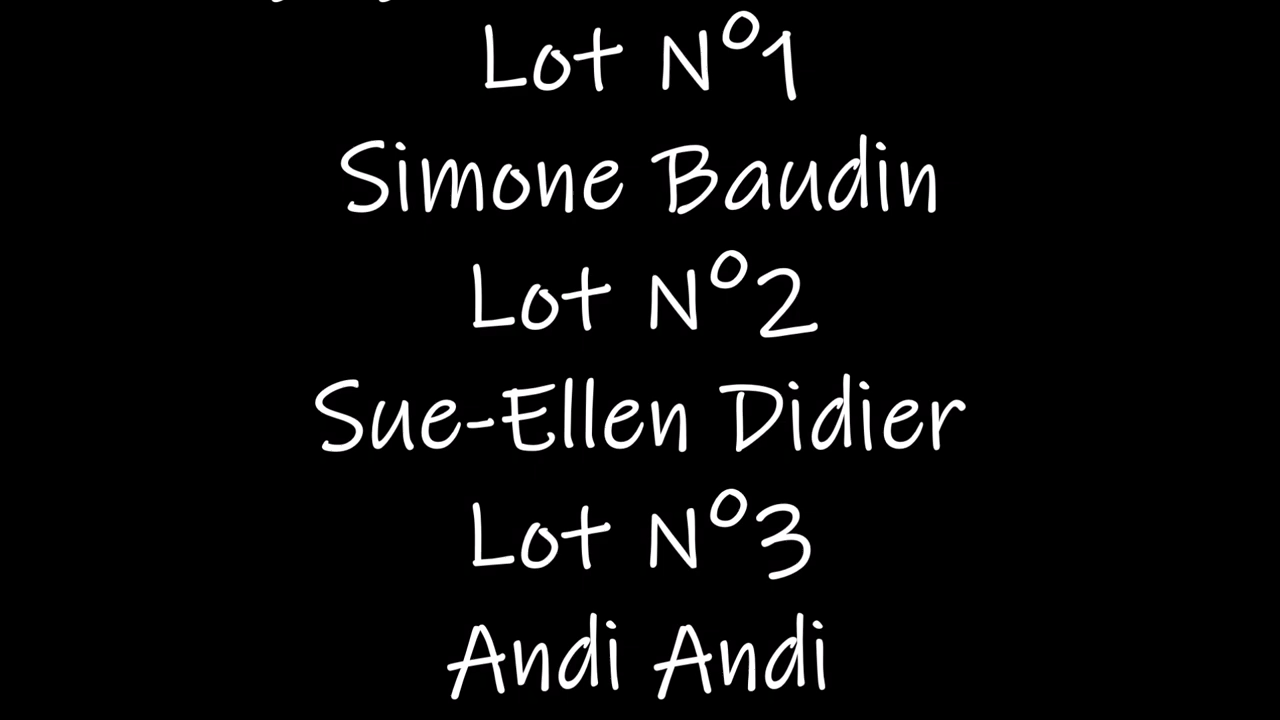 Lot N°1
Simone Baudin
Lot N°2
Sue-Ellen Didier
Lot N°3
Andi Andi